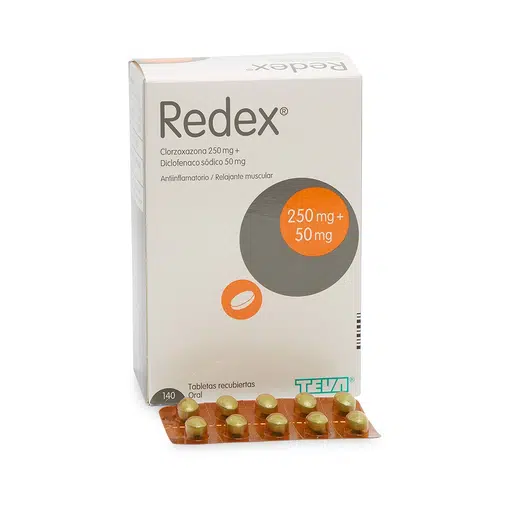 Redex
Redex®
Clorzoxazona 250 mg +
Diclofenaco sódico 50 mg
Antiinflamatorio / Relajante muscular
250 mg +
50 mg
140
Tabletas recubiertas
Oral
TEVA®